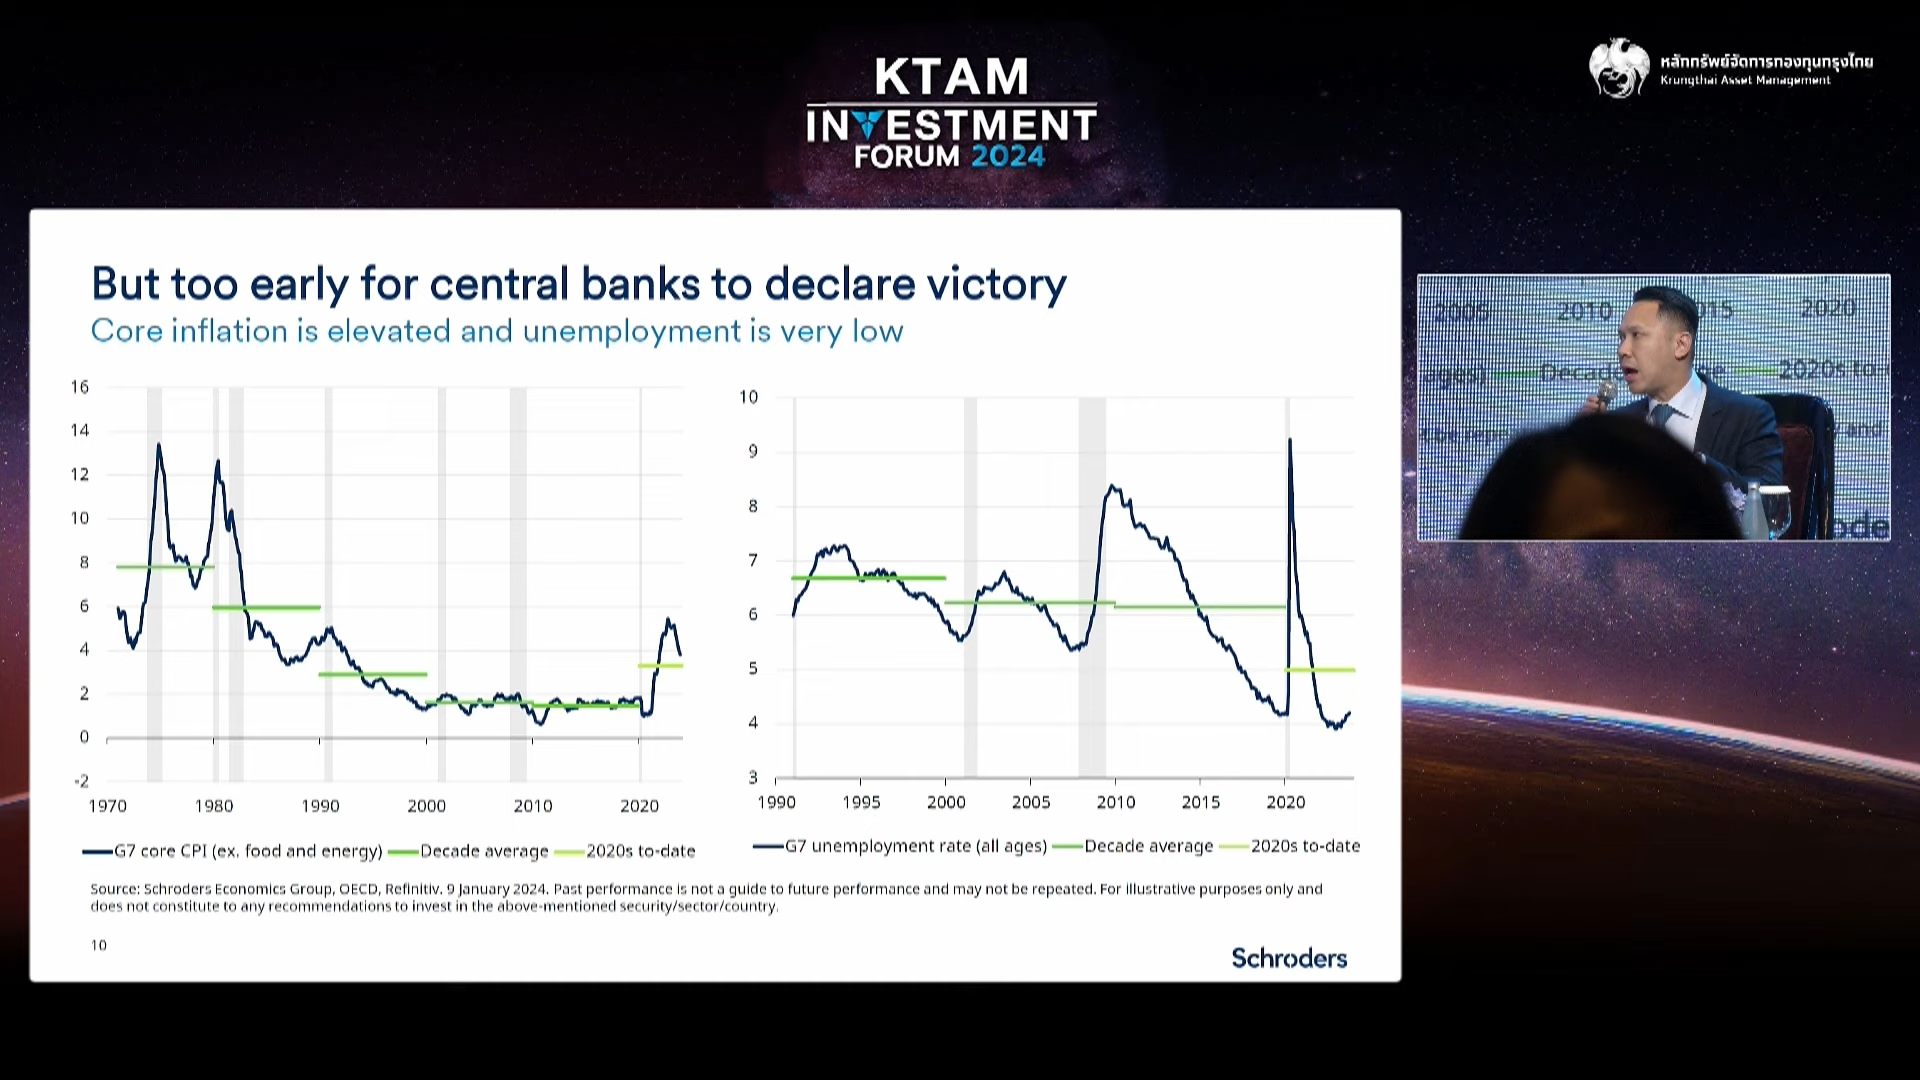 KTAM
INVESTMENT
FORUM 2024
หลักทรัพย์จัดการกองทุนกรุงไทย
Krungthai Asset Management
But too early for central banks to declare victory
Core inflation is elevated and unemployment is very low
16
14
12
10
8
6
4
2
0
-2
1970 1980 1990 2000 2010 2020
G7 core CPI (ex. food and energy) Decade average 2020s to-date
10
9
8
7
6
5
4
3
1990 1995 2000 2005 2010 2015 2020
G7 unemployment rate (all ages) Decade average 2020s to-date
Source: Schroders Economics Group, OECD, Refinitiv. 9 January 2024. Past performance is not a guide to future performance and may not be repeated. For illustrative purposes only and
does not constitute to any recommendations to invest in the above-mentioned security/sector/country.
10
Schroders
2005 2010 2020
Decade 2020s to-